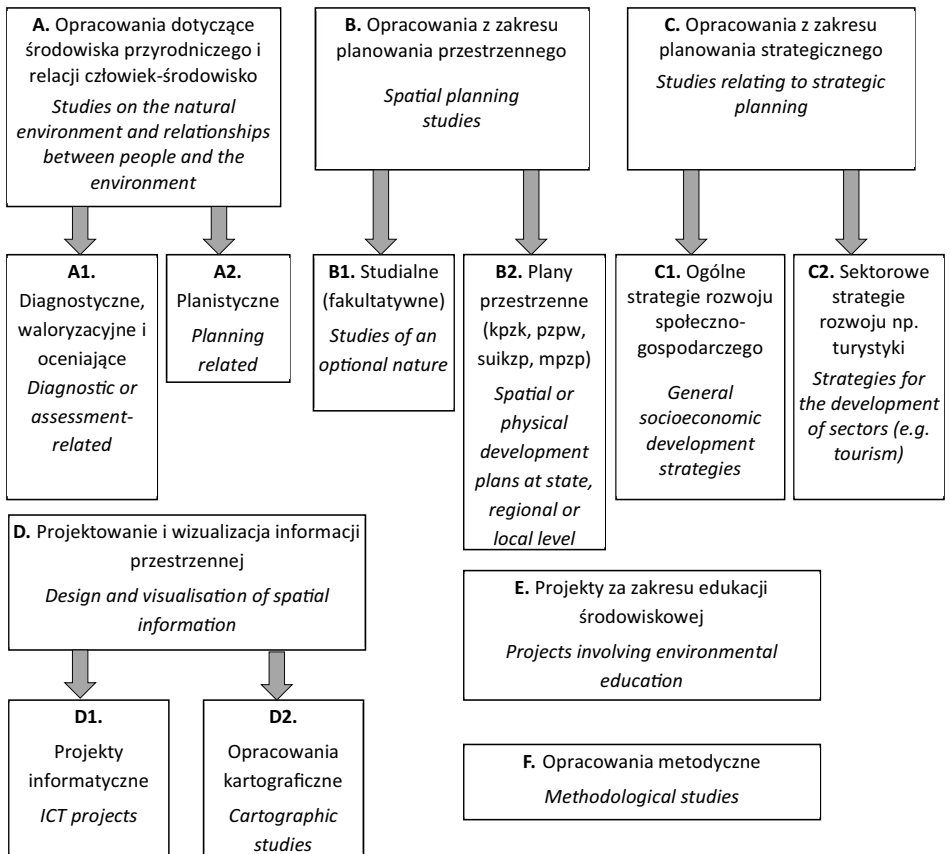 A. Opracowania dotyczące
środowiska przyrodniczego i
relacji człowiek-środowisko
Studies on the natural
environment and relationships
between people and the
environment
B. Opracowania z zakresu
planowania przestrzennego
Spatial planning
studies
C. Opracowania z zakresu
planowania strategicznego
Studies relating to strategic
planning
A1.
Diagnostyczne,
waloryzacyjne i
oceniające
Diagnostic or
assessment-
related
A2.
Planistyczne
Planning
related
B1. Studialne
(fakultatywne)
Studies of an
optional nature
B2. Plany
przestrzenne
(kpzk, pzpw,
suikzp, mpzp)
Spatial or
physical
development
plans at state,
regional or
local level
C1. Ogólne
strategie rozwoju
społeczno-
gospodarczego
General
socioeconomic
development
strategies
C2. Sektorowe
strategie
rozwoju np.
turystyki
Strategies for
the development
of sectors (e.g.
tourism)
D. Projektowanie i wizualizacja informacji
przestrzennej
Design and visualisation of spatial
information
D1.
Projekty
informatyczne
ICT projects
D2.
Opracowania
kartograficzne
Cartographic
studies
E. Projekty za zakresu edukacji
środowiskowej
Projects involving environmental
education
F. Opracowania metodyczne
Methodological studies